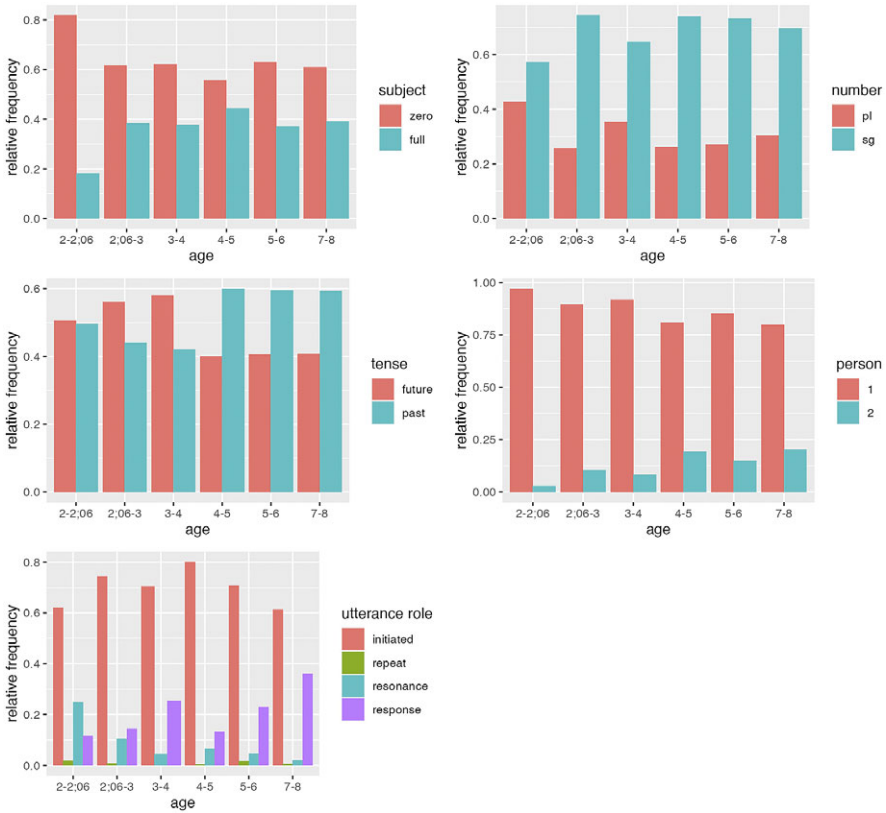 relative frequency
0.8
0.6
0.4
0.2
0.0
2-2;06 2;06-3 3-4 4-5 5-6 7-8
age
subject
zero
full
relative frequency
0.6
0.4
0.2
0.0
2-2;06 2;06-3 3-4 4-5 5-6 7-8
age
number
pl
sg
relative frequency
0.6
0.4
0.2
0.0
2-2;06 2;06-3 3-4 4-5 5-6 7-8
age
tense
future
past
relative frequency
1.00
0.75
0.50
0.25
0.00
2-2;06 2;06-3 3-4 4-5 5-6 7-8
age
person
1
2
relative frequency
0.8
0.6
0.4
0.2
0.0
2-2;06 2;06-3 3-4 4-5 5-6 7-8
age
utterance role
initiated
repeat
resonance
response